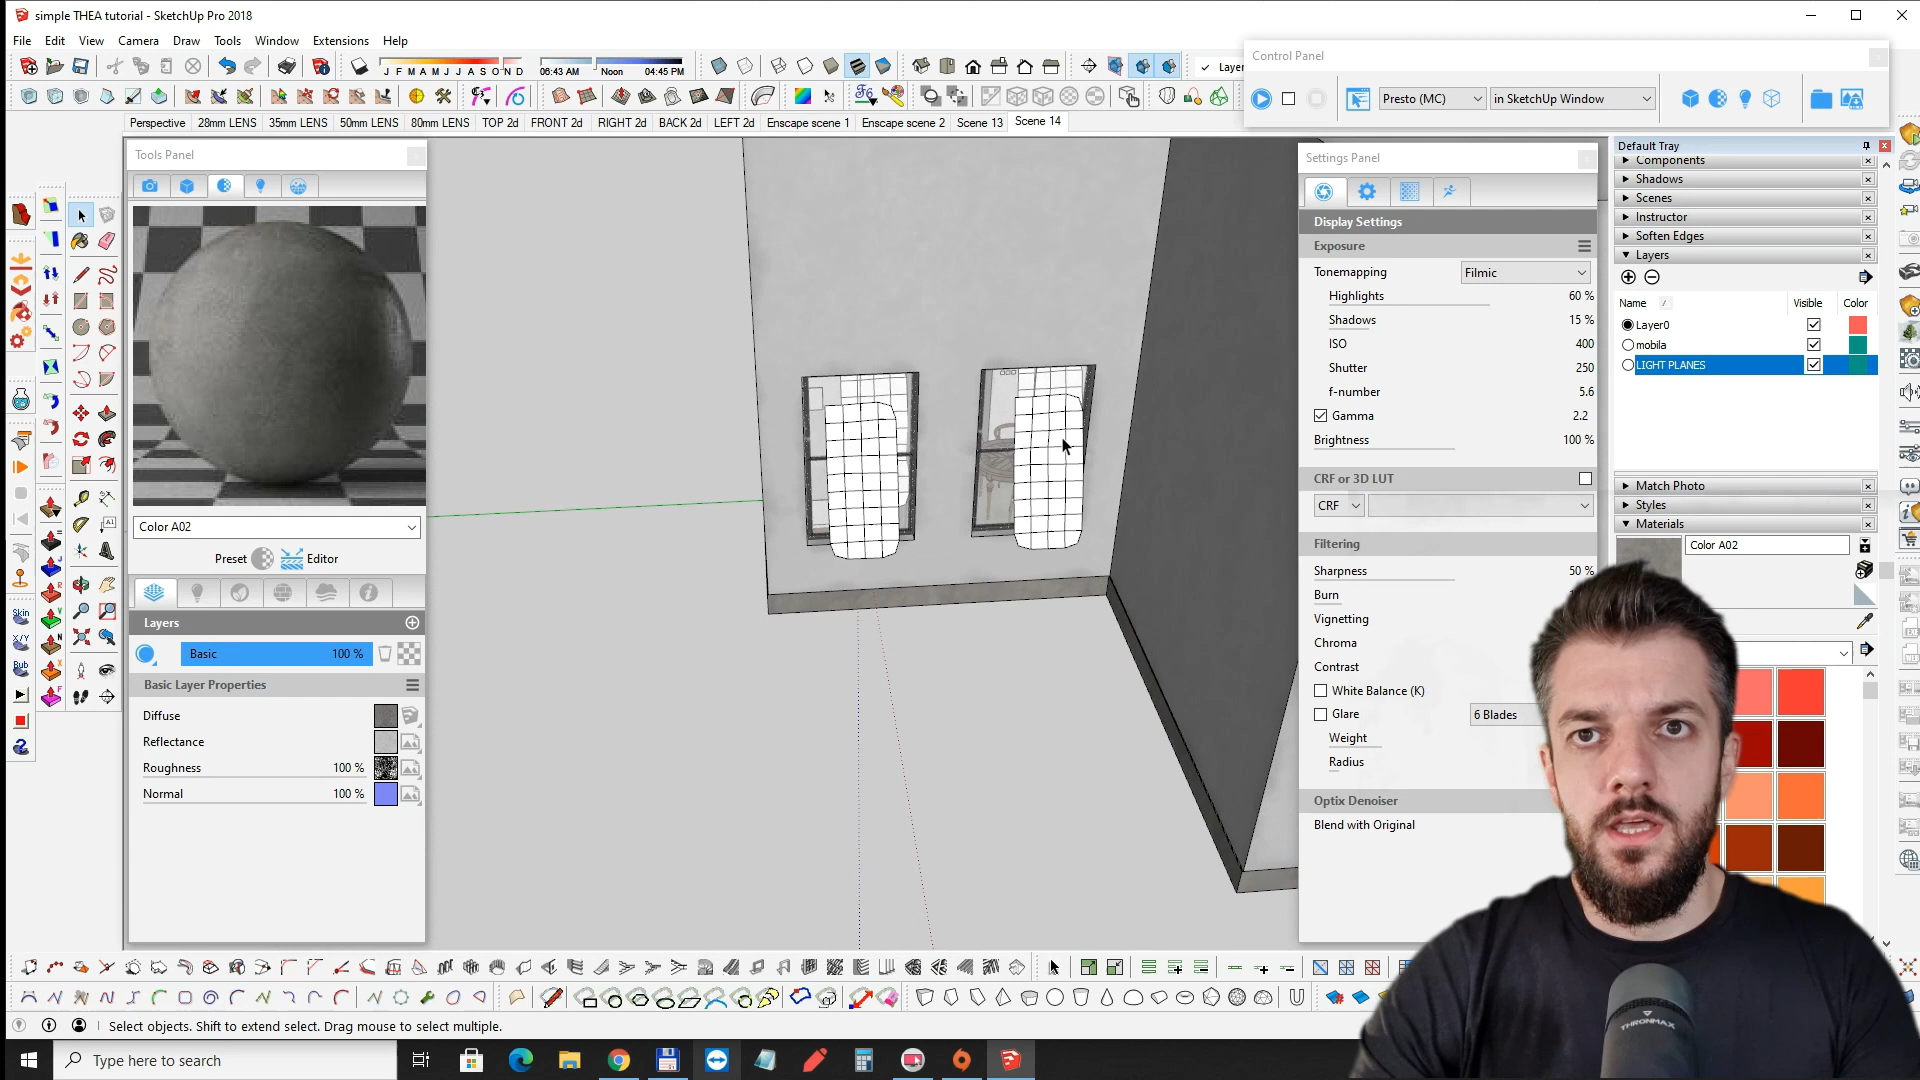 simple THEA tutorial - SketchUp Pro 2018
File Edit View Camera Draw Tools Window Extensions Help
J F M A M J J A S O N D 06:43 AM Noon 04:45 PM
Control Panel
Presto (MC) in SketchUp Window
Perspective 28mm LENS 35mm LENS 50mm LENS 80mm LENS TOP 2d FRONT 2d RIGHT 2d BACK 2d LEFT 2d Enscape scene 1 Enscape scene 2 Scene 13 Scene 14
Tools Panel
Color A02
Preset Editor
Layers
Basic 100 %
Basic Layer Properties
Diffuse
Reflectance
Roughness 100 %
Normal 100 %
Settings Panel
Display Settings
Exposure
Tonemapping Filmic
Highlights 60 %
Shadows 15 %
ISO 400
Shutter 250
f-number 5.6
Gamma 2.2
Brightness 100 %
CRF or 3D LUT
CRF
Filtering
Sharpness 50 %
Burn
Vignetting
Chroma
Contrast
White Balance (K)
Glare 6 Blades
Weight
Radius
Optix Denoiser
Blend with Original
Default Tray
Components
Shadows
Scenes
Instructor
Soften Edges
Layers
Name Visible Color
Layer0
mobila
LIGHT PLANES
Match Photo
Styles
Materials
Color A02
Skin
X/Y
Bub
Select objects. Shift to extend select. Drag mouse to select multiple.
Type here to search
THRONMAX